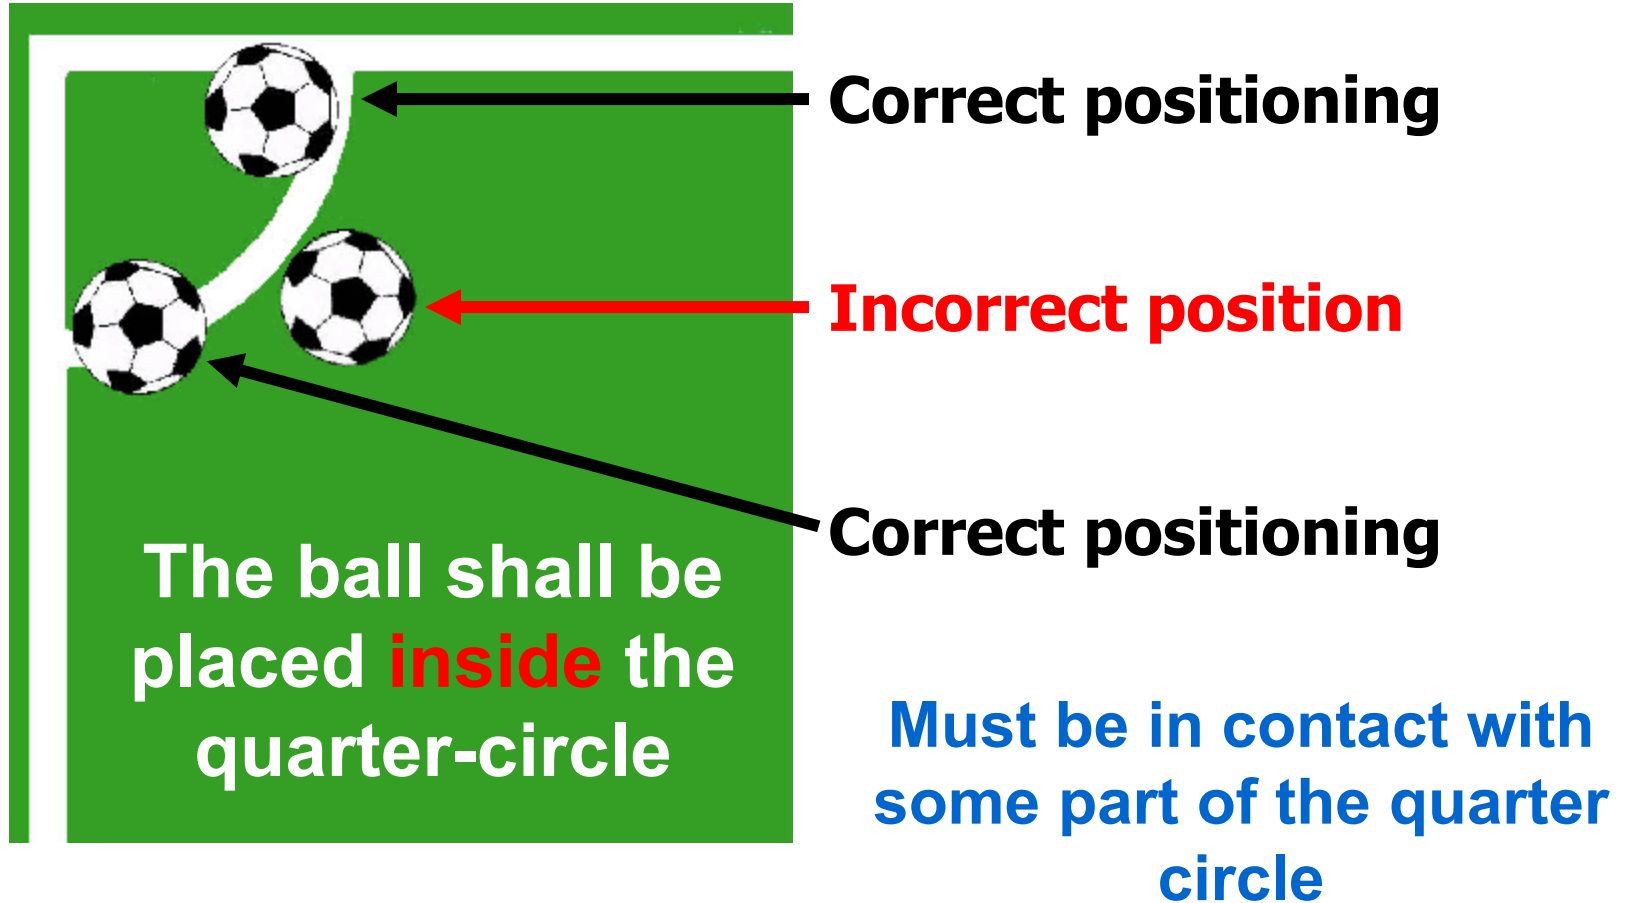 Correct positioning
Incorrect position
Correct positioning
The ball shall be
placed inside the
quarter-circle
Must be in contact with
some part of the quarter
circle